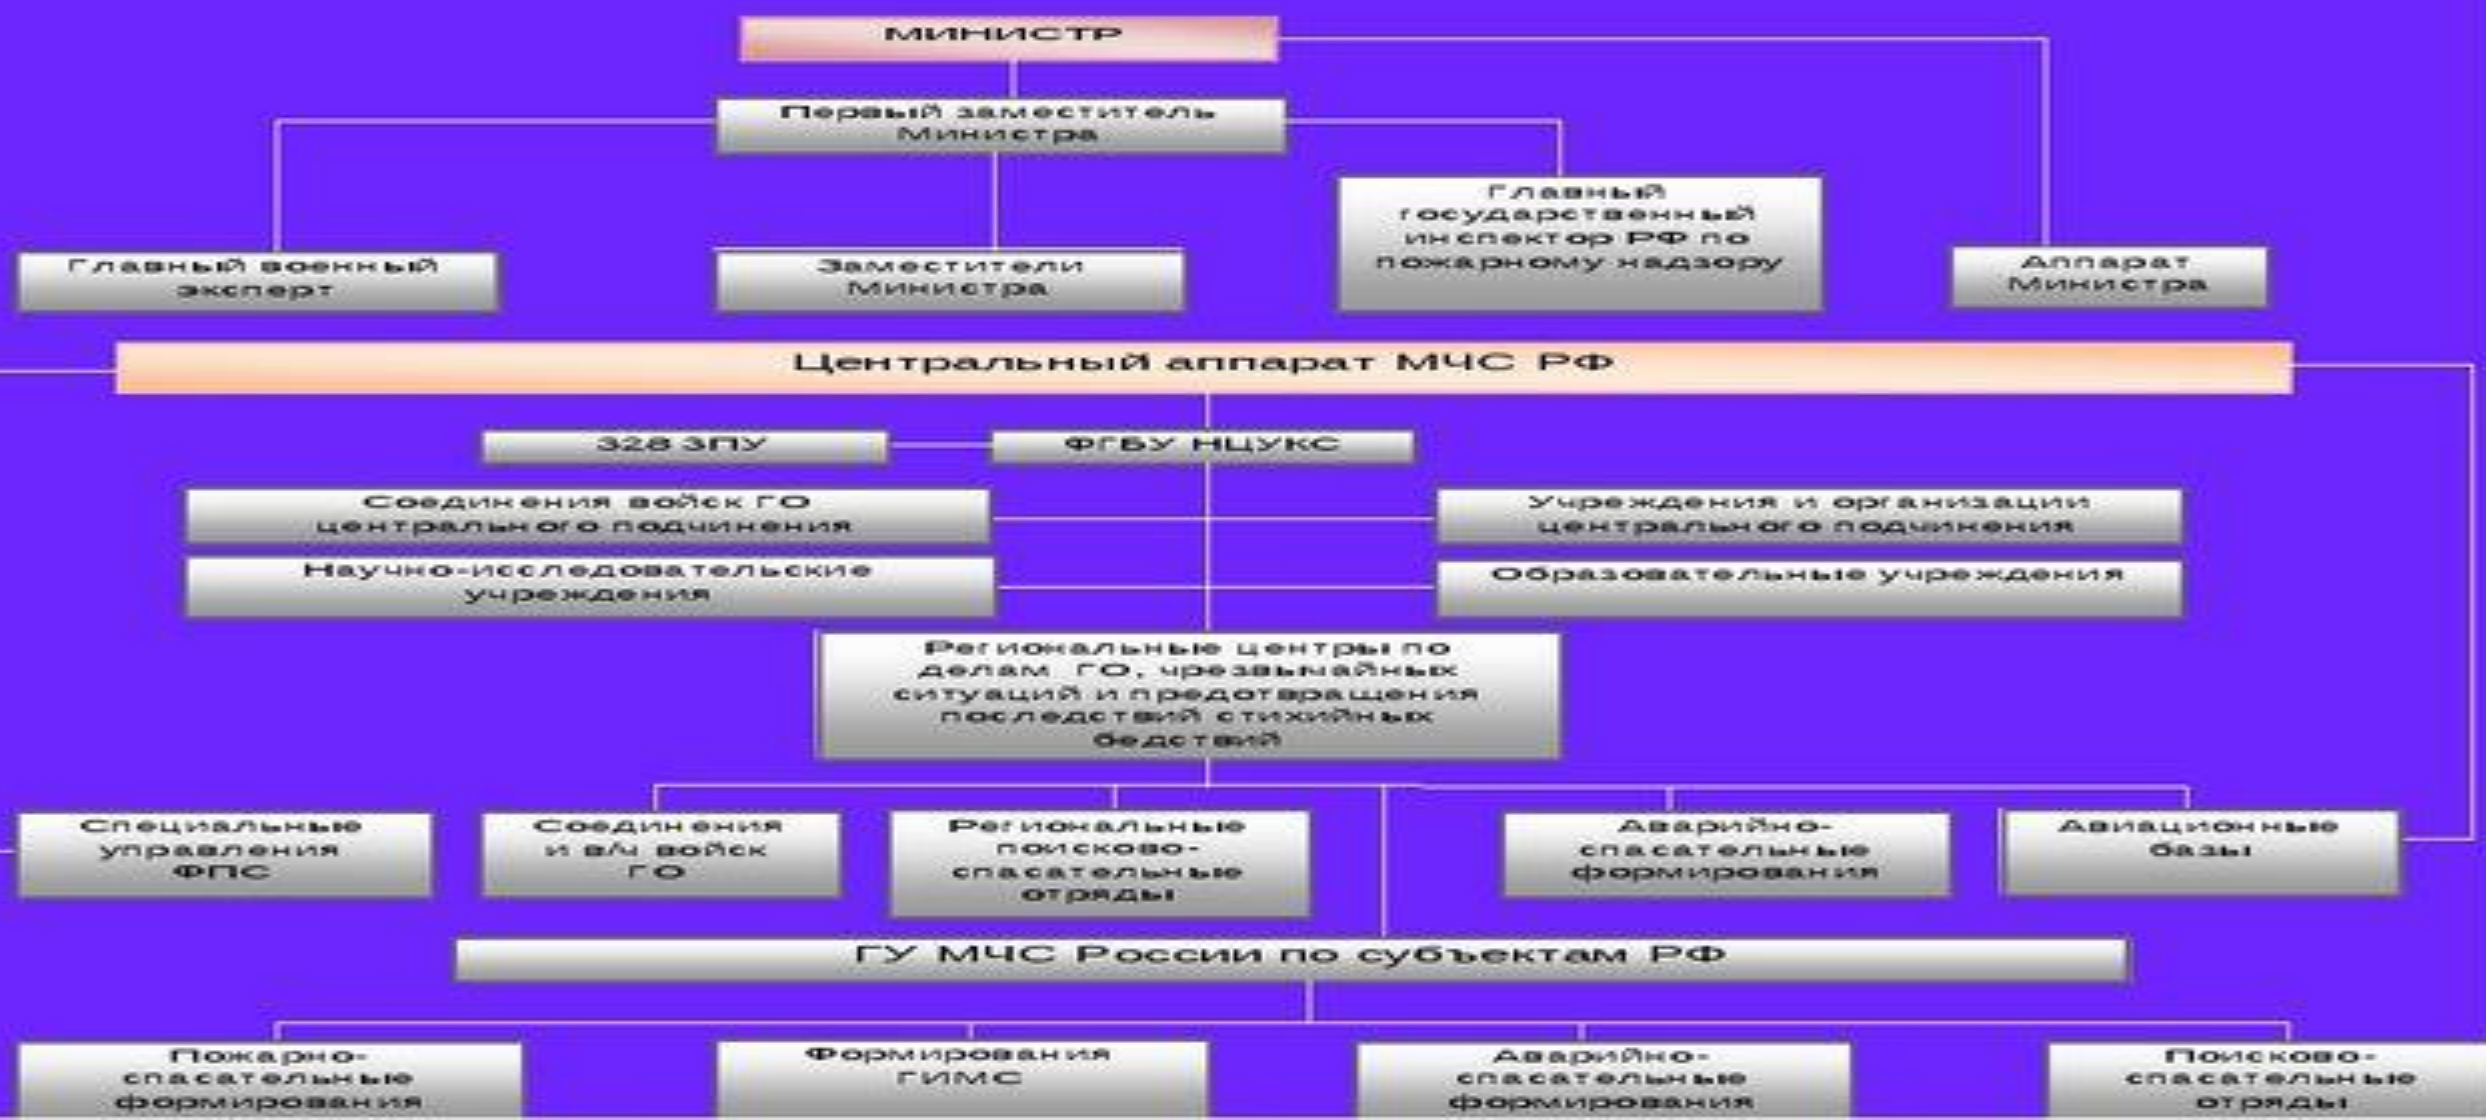 МИНИСТР
Первый заместитель
Министра
Главный военный
эксперт
Заместители
Министра
Главный
государственный
инспектор РФ по
пожарному надзору
Аппарат
Министра
Центральный аппарат МЧС РФ
328 ЗПУ
ФГБУ НЦУКС
Соединения войск ГО
центрального подчинения
Учреждения и организации
центрального подчинения
Научно-исследовательские
учреждения
Образовательные учреждения
Региональные центры по
делам ГО, чрезвычайных
ситуаций и предотвращения
последствий стихийных
бедствий
Специальные
управления
ФПС
Соединения
и в/ч войск
ГО
Региональные
поисково-
спасательные
отряды
Аварийно-
спасательные
формирования
Авиационные
базы
ГУ МЧС России по субъектам РФ
Пожарно-
спасательные
формирования
Формирования
ГИМС
Аварийно-
спасательные
формирования
Поисково-
спасательные
отряды